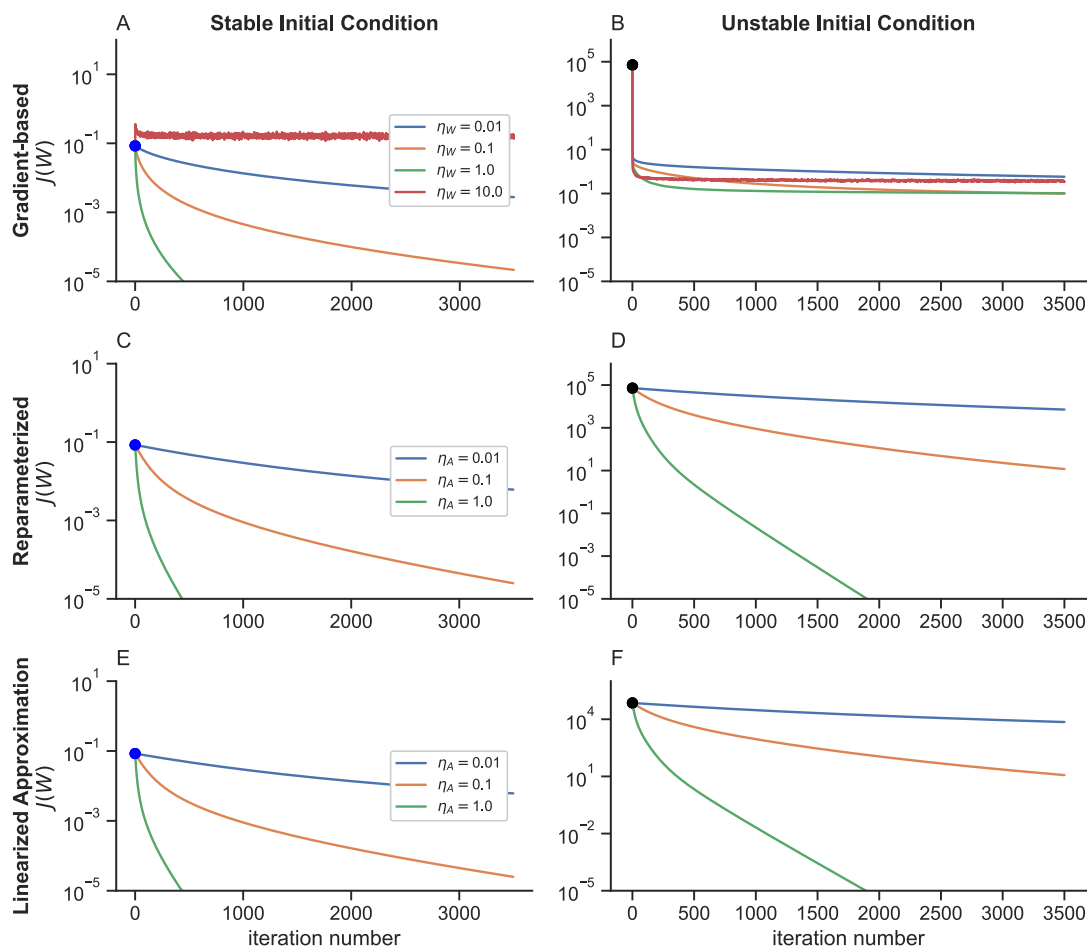 A
Stable Initial Condition
B
Unstable Initial Condition
Gradient-based
J(W)
10^1
10^−1
10^−3
10^−5
0
1000
2000
3000
η_W = 0.01
η_W = 0.1
η_W = 1.0
η_W = 10.0
10^5
10^3
10^1
10^−1
10^−3
10^−5
0
500
1000
1500
2000
2500
3000
3500
C
Reparameterized
J(W)
10^1
10^−1
10^−3
10^−5
0
1000
2000
3000
η_A = 0.01
η_A = 0.1
η_A = 1.0
D
10^5
10^3
10^1
10^−1
10^−3
10^−5
0
500
1000
1500
2000
2500
3000
3500
E
Linearized Approximation
J(W)
10^1
10^−1
10^−3
10^−5
0
1000
2000
3000
iteration number
η_A = 0.01
η_A = 0.1
η_A = 1.0
F
10^4
10^1
10^−2
10^−5
0
500
1000
1500
2000
2500
3000
3500
iteration number